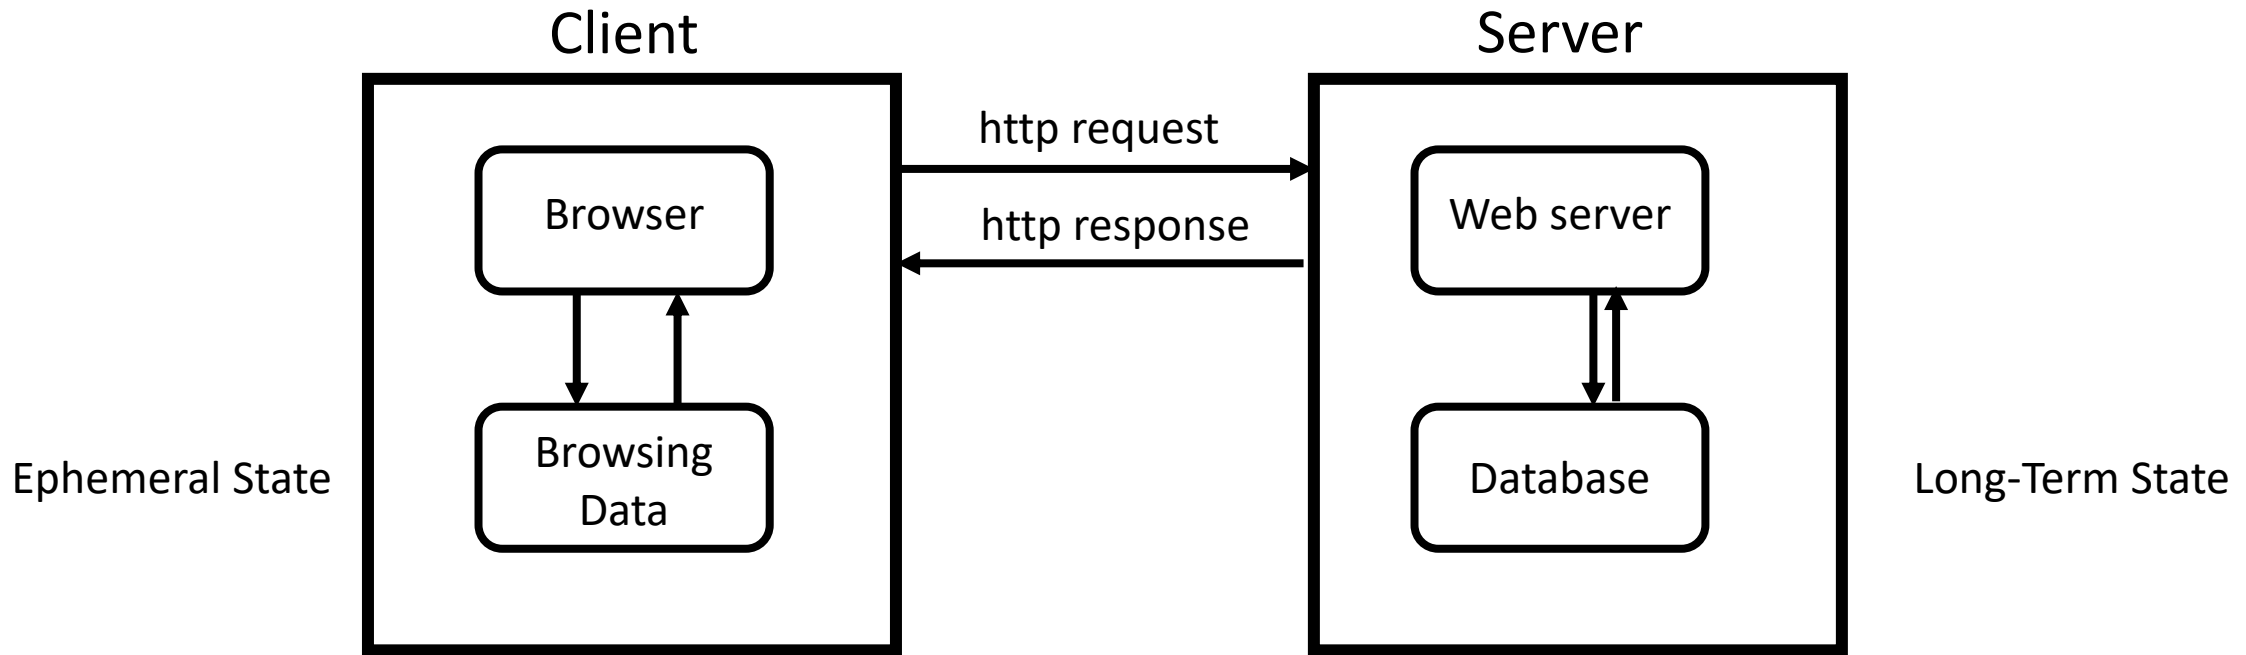 Client
Server
http request
Browser
Web server
http response
Browsing
Data
Ephemeral State
Database
Long-Term State